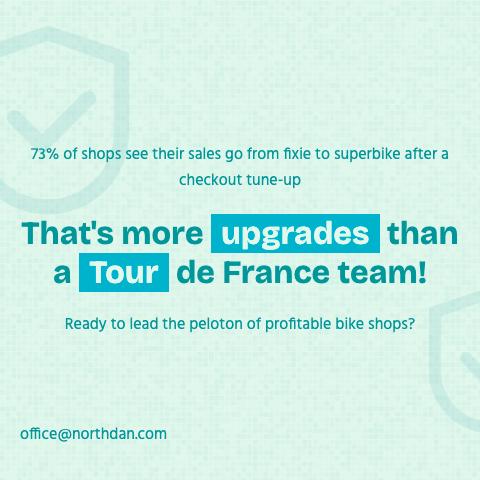 73% of shops see their sales go from fixie to superbike after a
checkout tune-up
That's more upgrades than
a Tour de France team!
Ready to lead the peloton of profitable bike shops?
office@northdan.com